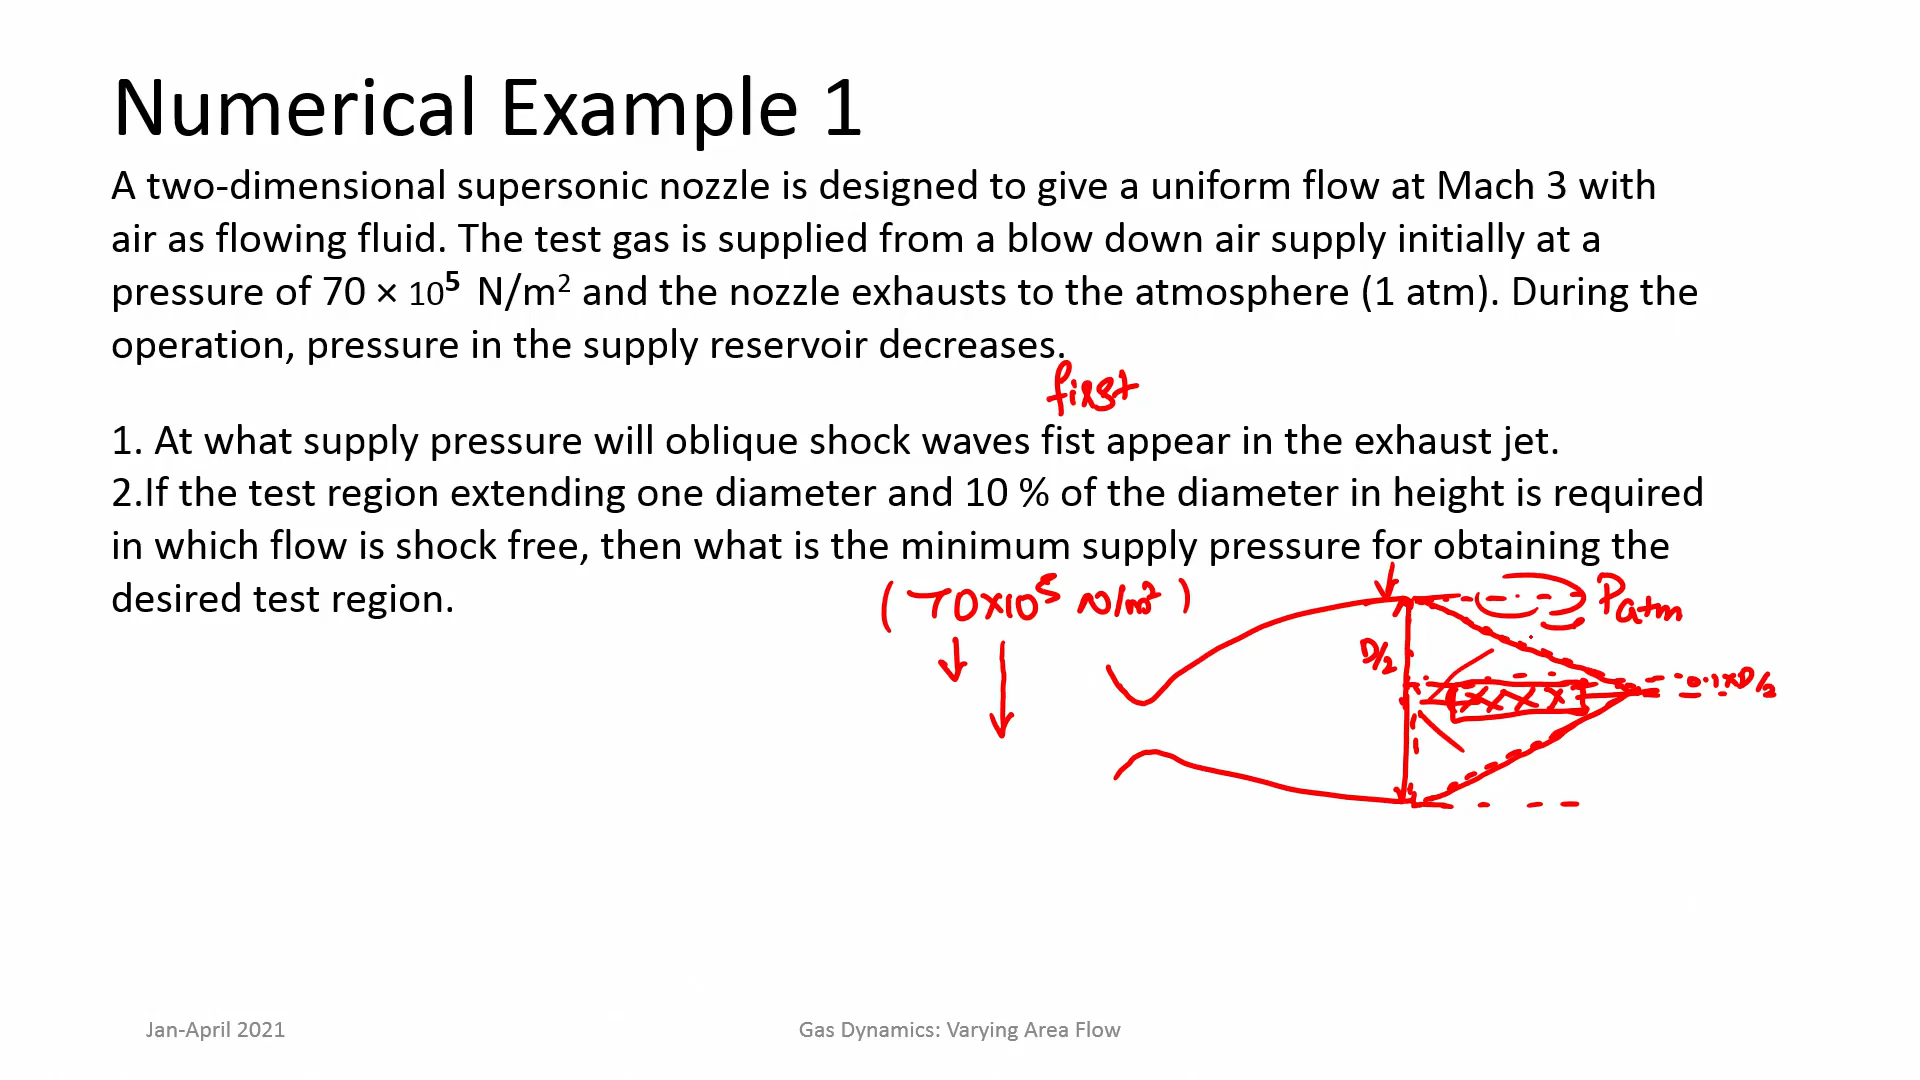 Numerical Example 1
A two-dimensional supersonic nozzle is designed to give a uniform flow at Mach 3 with
air as flowing fluid. The test gas is supplied from a blow down air supply initially at a
pressure of 70 × 10⁵ N/m² and the nozzle exhausts to the atmosphere (1 atm). During the
operation, pressure in the supply reservoir decreases.
first
1. At what supply pressure will oblique shock waves fist appear in the exhaust jet.
2.If the test region extending one diameter and 10 % of the diameter in height is required
in which flow is shock free, then what is the minimum supply pressure for obtaining the
desired test region.
(70×10⁵ N/m²)
Patm
D/2
0.1×D/2
Jan-April 2021
Gas Dynamics: Varying Area Flow